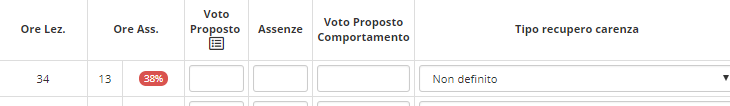 Ore Lez. Ore Ass. Voto Proposto Assenze Voto Proposto Comportamento Tipo recupero carenza
34 13 38% Non definito